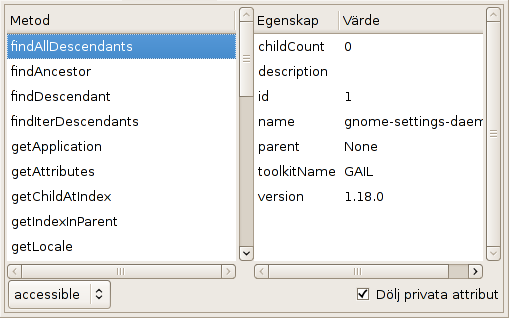 Metod
findAllDescendants
findAncestor
findDescendant
findIterDescendants
getApplication
getAttributes
getChildAtIndex
getIndexInParent
getLocale
Egenskap Värde
childCount 0
description
id 1
name gnome-settings-daem
parent None
toolkitName GAIL
version 1.18.0
accessible
Dölj privata attribut